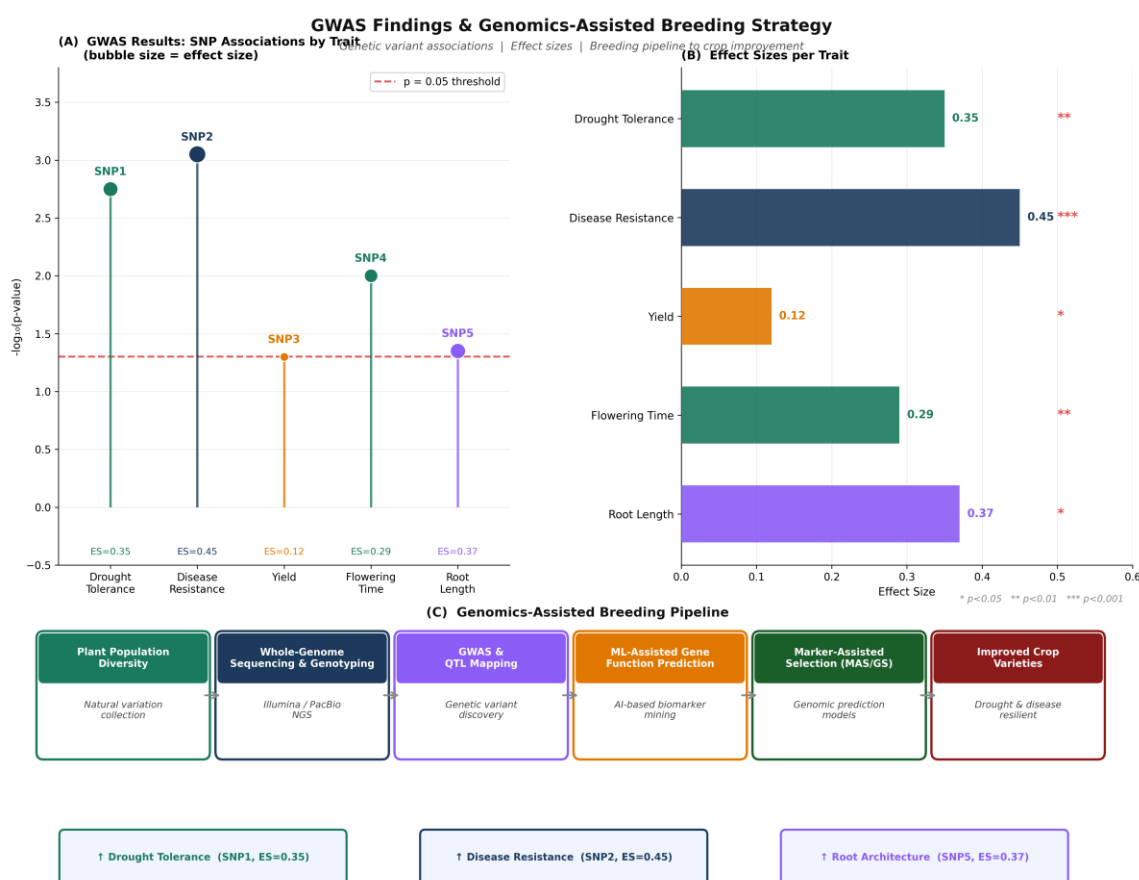 GWAS Findings & Genomics-Assisted Breeding Strategy
Genetic variant associations | Effect sizes | Breeding pipeline to crop improvement
(A) GWAS Results: SNP Associations by Trait
(bubble size = effect size)
p = 0.05 threshold
-log₁₀(p-value)
3.5
3.0
2.5
2.0
1.5
1.0
0.5
0.0
−0.5
SNP1
SNP2
SNP3
SNP4
SNP5
ES=0.35
ES=0.45
ES=0.12
ES=0.29
ES=0.37
Drought
Tolerance
Disease
Resistance
Yield
Flowering
Time
Root
Length
(B) Effect Sizes per Trait
Drought Tolerance
0.35
**
Disease Resistance
0.45
***
Yield
0.12
*
Flowering Time
0.29
**
Root Length
0.37
*
0.0
0.1
0.2
0.3
0.4
0.5
0.6
Effect Size
* p<0.05 ** p<0.01 *** p<0.001
(C) Genomics-Assisted Breeding Pipeline
Plant Population
Diversity
Natural variation
collection
Whole-Genome
Sequencing & Genotyping
Illumina / PacBio
NGS
GWAS &
QTL Mapping
Genetic variant
discovery
ML-Assisted Gene
Function Prediction
AI-based biomarker
mining
Marker-Assisted
Selection (MAS/GS)
Genomic prediction
models
Improved Crop
Varieties
Drought & disease
resilient
↑ Drought Tolerance (SNP1, ES=0.35)
↑ Disease Resistance (SNP2, ES=0.45)
↑ Root Architecture (SNP5, ES=0.37)